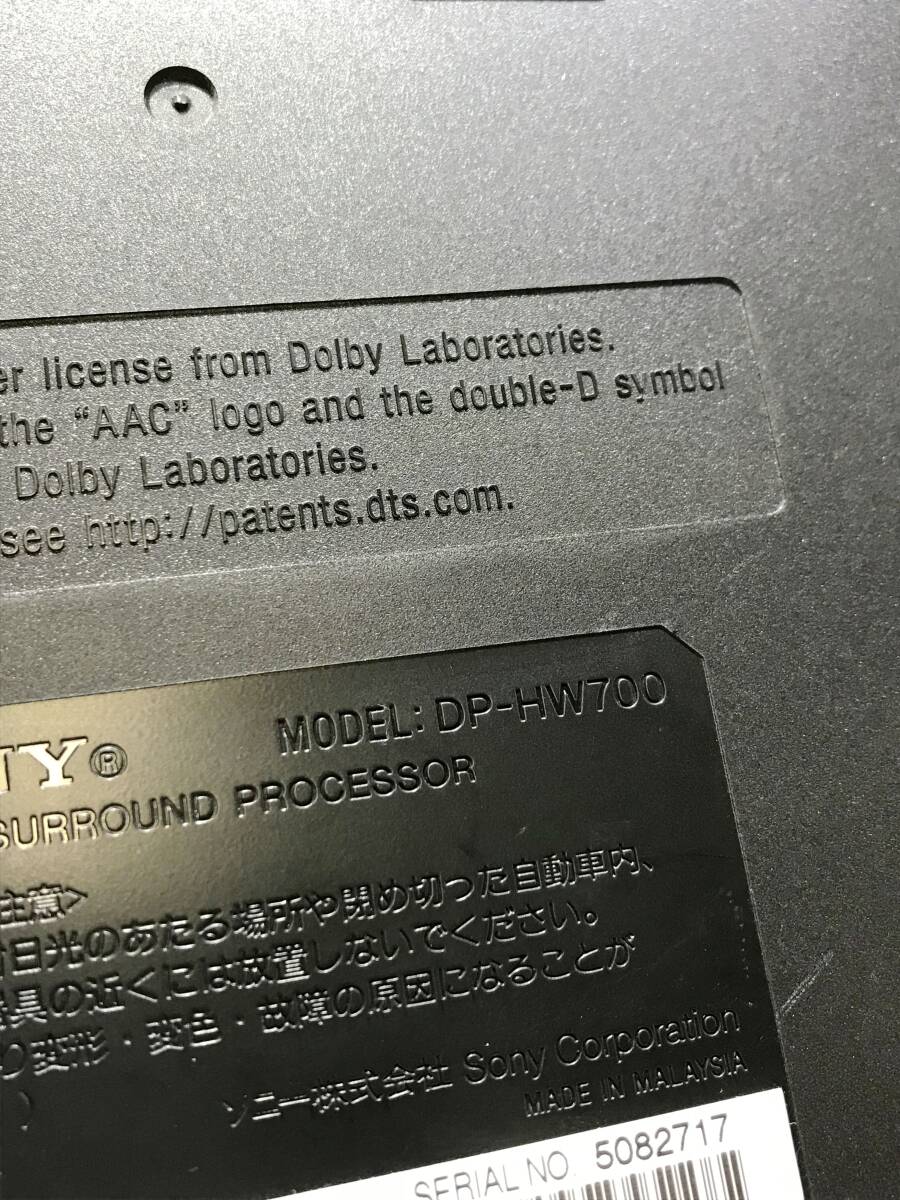 er license from Dolby Laboratories.
the “AAC” logo and the double-D symbol
Dolby Laboratories.
see http://patents.dts.com.
MODEL: DP-HW700
NY®
SURROUND PROCESSOR
注意>
日光のあたる場所や閉め切った自動車内、
器具の近くには放置しないでください。
り変形・変色・故障の原因になることが
)
ソニー株式会社 Sony Corporation
MADE IN MALAYSIA
SERIAL NO. 5082717